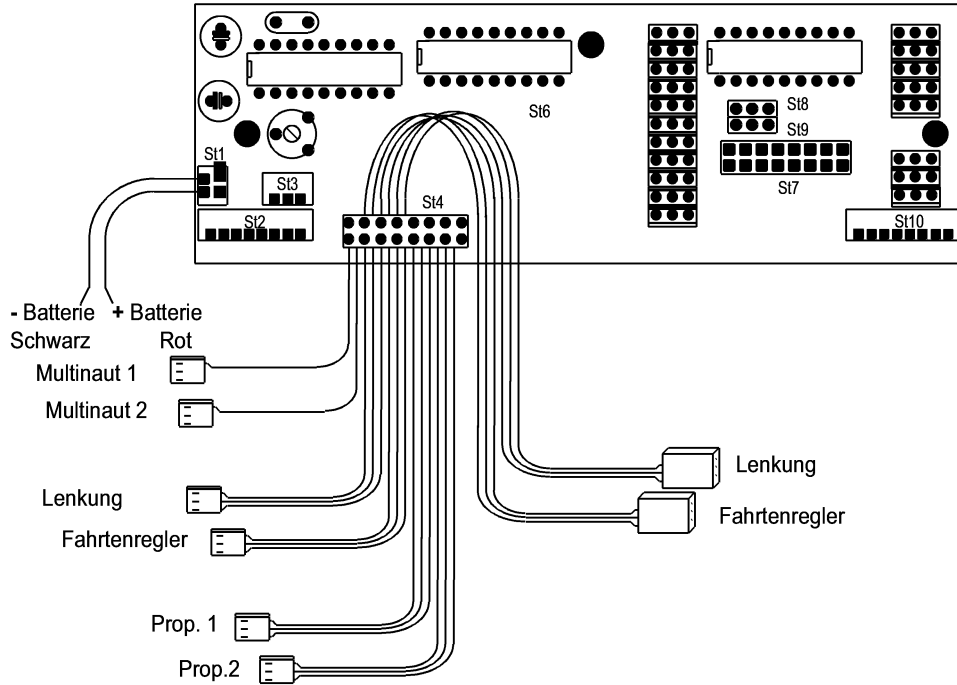 St6
St8
St9
St1
St3
St7
St4
St2
St10
- Batterie + Batterie
Schwarz Rot
Multinaut 1
Multinaut 2
Lenkung
Lenkung
Fahrtenregler
Fahrtenregler
Prop. 1
Prop.2